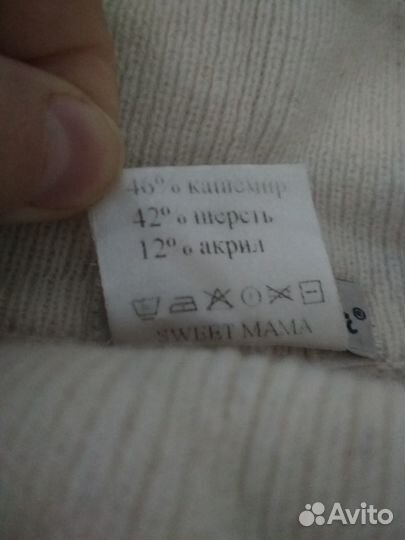 46% кашемир
42% шерсть
12% акрил
SWEET MAMA
Avito